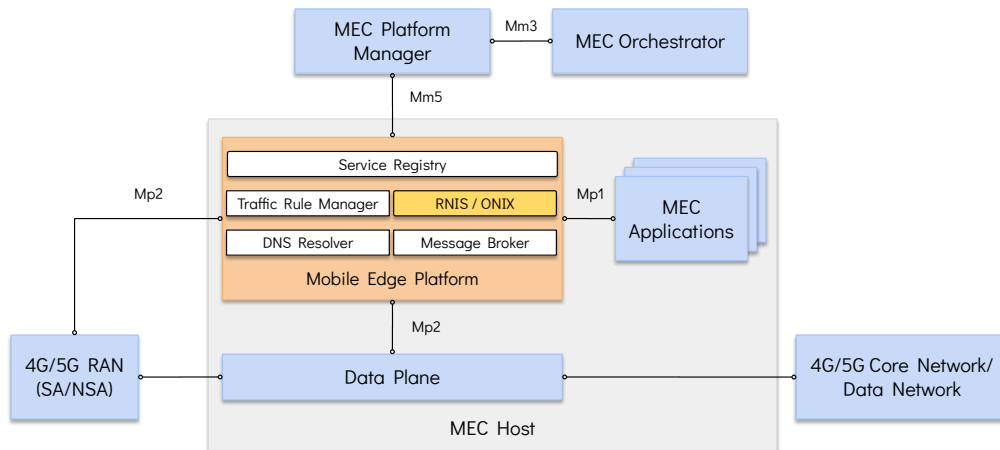 MEC Platform
Manager
Mm3
MEC Orchestrator
Mm5
Service Registry
Mp2
Traffic Rule Manager
RNIS / ONIX
Mp1
MEC
Applications
DNS Resolver
Message Broker
Mobile Edge Platform
Mp2
4G/5G RAN
(SA/NSA)
Data Plane
4G/5G Core Network/
Data Network
MEC Host